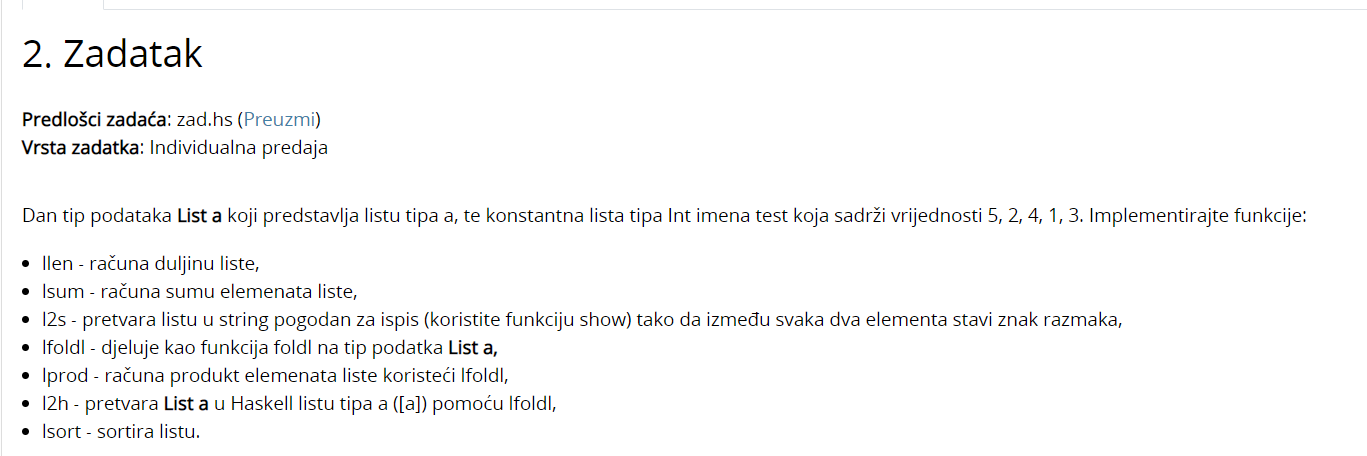 2. Zadatak
Predlošci zadaća: zad.hs (Preuzmi)
Vrsta zadatka: Individualna predaja
Dan tip podataka List a koji predstavlja listu tipa a, te konstantna lista tipa Int imena test koja sadrži vrijednosti 5, 2, 4, 1, 3. Implementirajte funkcije:
• llen - računa duljinu liste,
• lsum - računa sumu elemenata liste,
• l2s - pretvara listu u string pogodan za ispis (koristite funkciju show) tako da između svaka dva elementa stavi znak razmaka,
• lfoldl - djeluje kao funkcija foldl na tip podatka List a,
• lprod - računa produkt elemenata liste koristeći lfoldl,
• l2h - pretvara List a u Haskell listu tipa a ([a]) pomoću lfoldl,
• lsort - sortira listu.